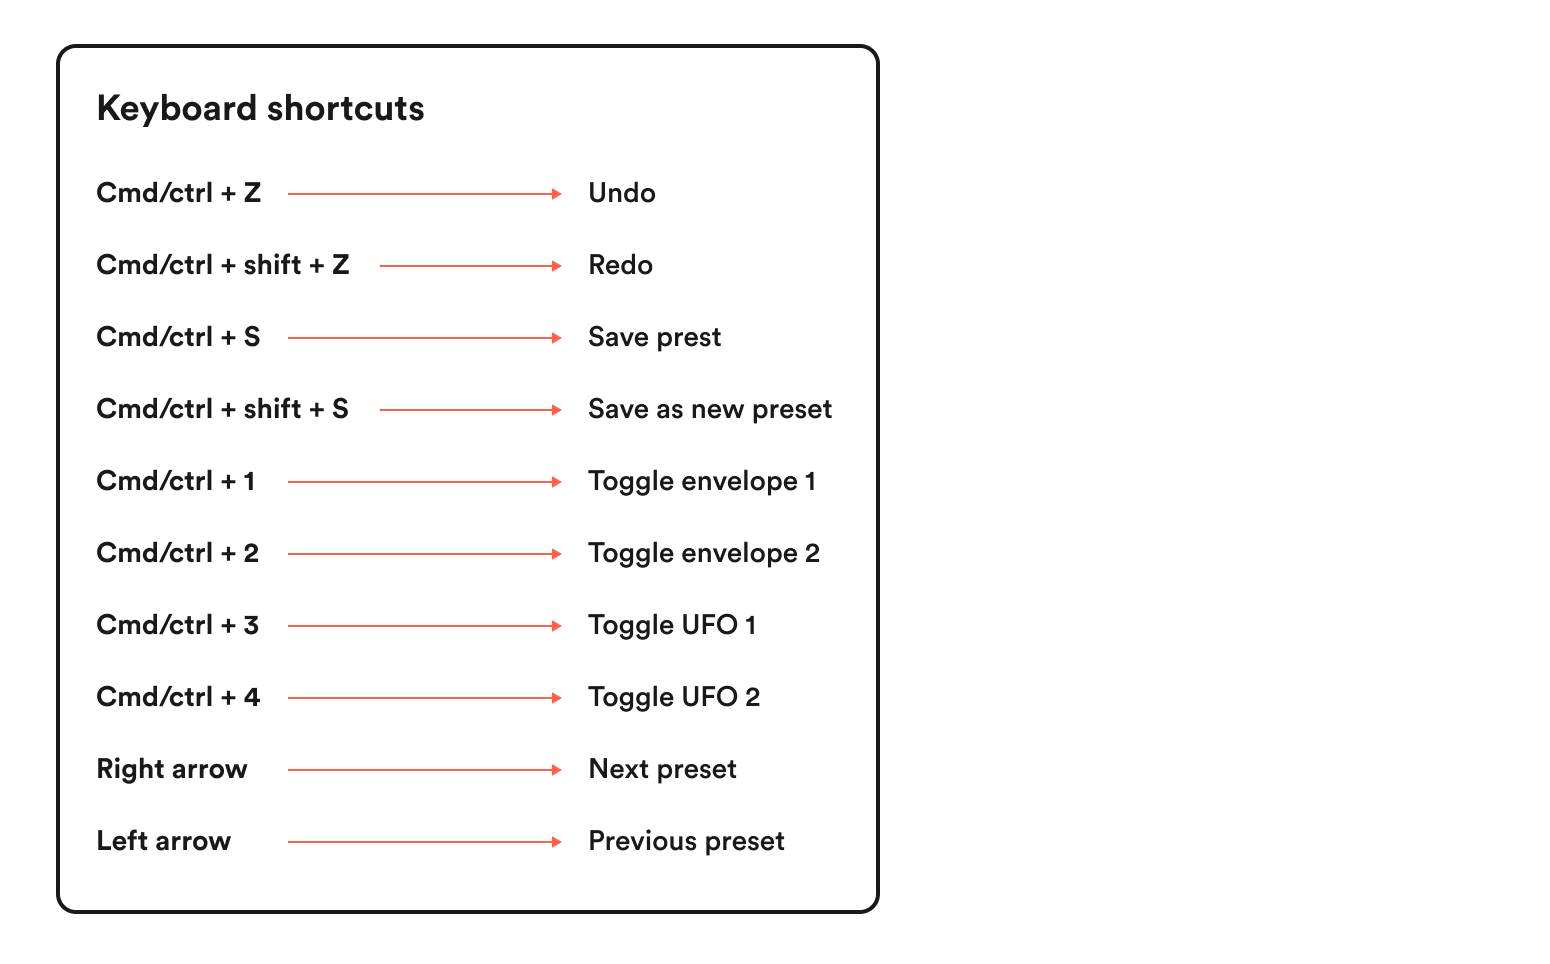 Keyboard shortcuts
Cmd/ctrl + Z Undo
Cmd/ctrl + shift + Z Redo
Cmd/ctrl + S Save prest
Cmd/ctrl + shift + S Save as new preset
Cmd/ctrl + 1 Toggle envelope 1
Cmd/ctrl + 2 Toggle envelope 2
Cmd/ctrl + 3 Toggle UFO 1
Cmd/ctrl + 4 Toggle UFO 2
Right arrow Next preset
Left arrow Previous preset